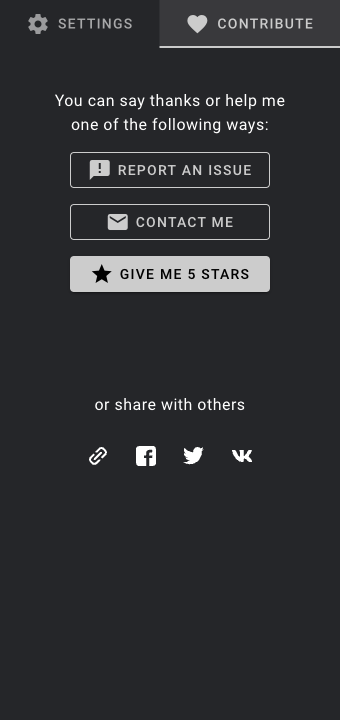 SETTINGS
CONTRIBUTE
You can say thanks or help me
one of the following ways:
REPORT AN ISSUE
CONTACT ME
GIVE ME 5 STARS
or share with others